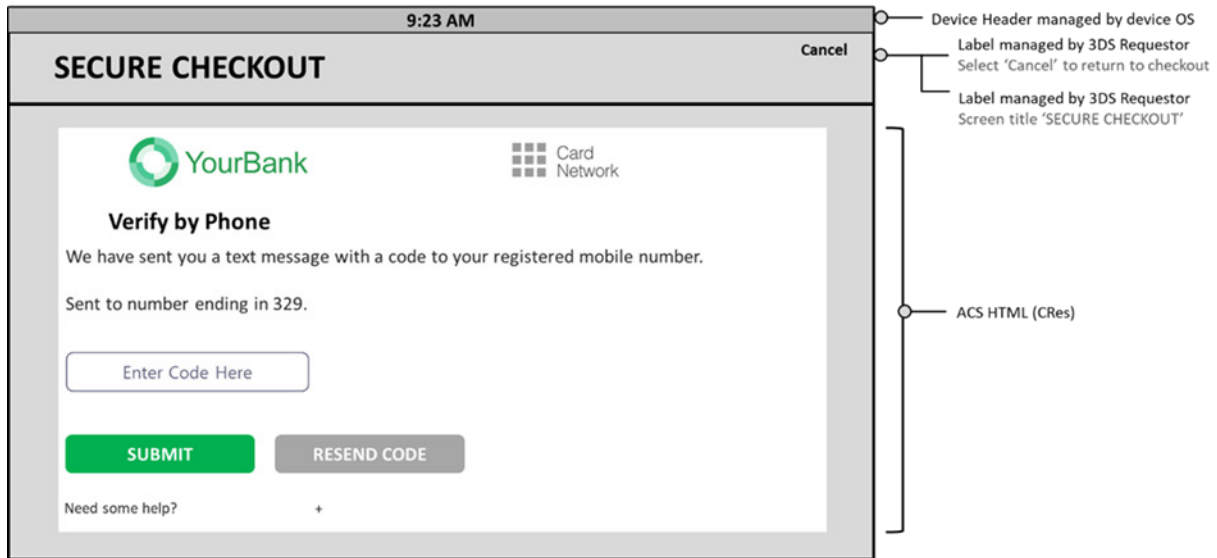 9:23 AM
SECURE CHECKOUT
Cancel
Device Header managed by device OS
Label managed by 3DS Requestor
Select ‘Cancel’ to return to checkout
Label managed by 3DS Requestor
Screen title ‘SECURE CHECKOUT’
YourBank
Card
Network
Verify by Phone
We have sent you a text message with a code to your registered mobile number.
Sent to number ending in 329.
Enter Code Here
SUBMIT
RESEND CODE
Need some help? +
ACS HTML (CRes)